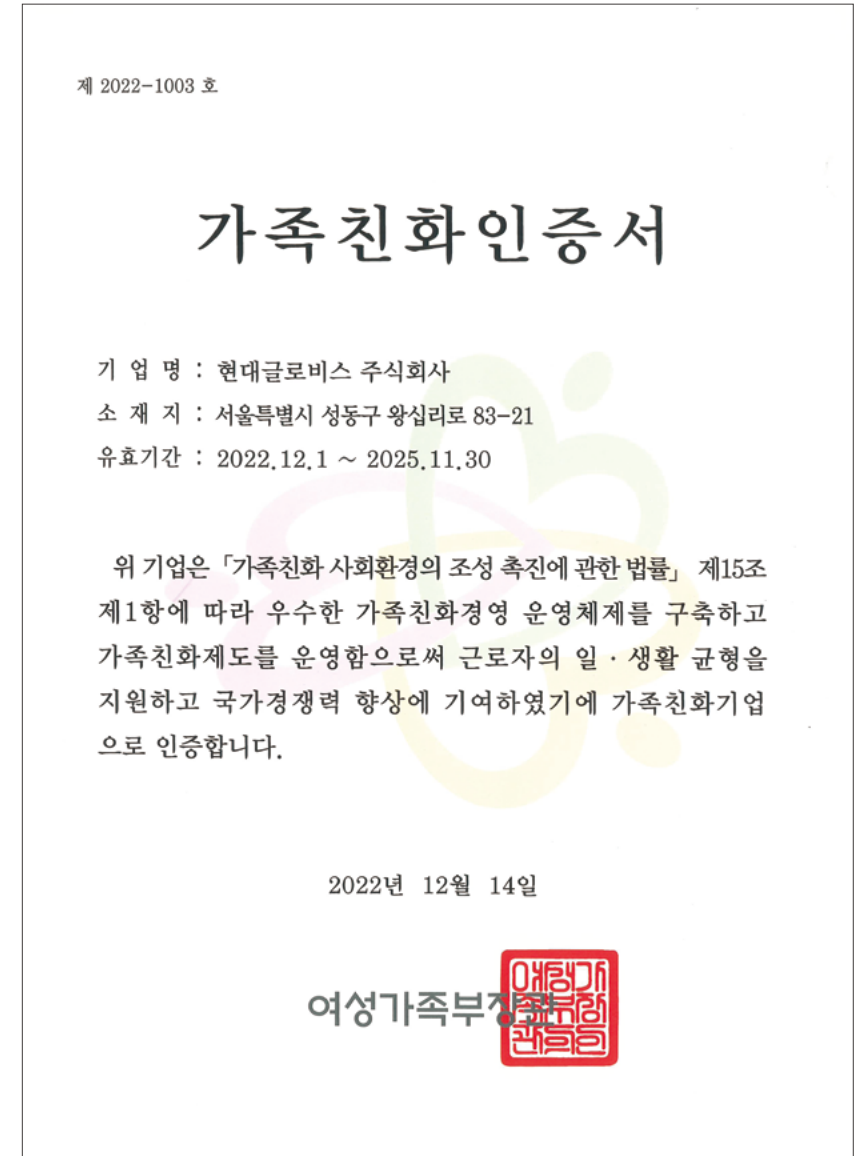 제 2022-1003 호
가족친화인증서
기 업 명 : 현대글로비스 주식회사
소 재 지 : 서울특별시 성동구 왕십리로 83-21
유효기간 : 2022.12.1 ~ 2025.11.30
위 기업은「가족친화 사회환경의 조성 촉진에 관한 법률」 제15조
제1항에 따라 우수한 가족친화경영 운영체제를 구축하고
가족친화제도를 운영함으로써 근로자의 일 · 생활 균형을
지원하고 국가경쟁력 향상에 기여하였기에 가족친화기업
으로 인증합니다.
2022년 12월 14일
여성가족부장관